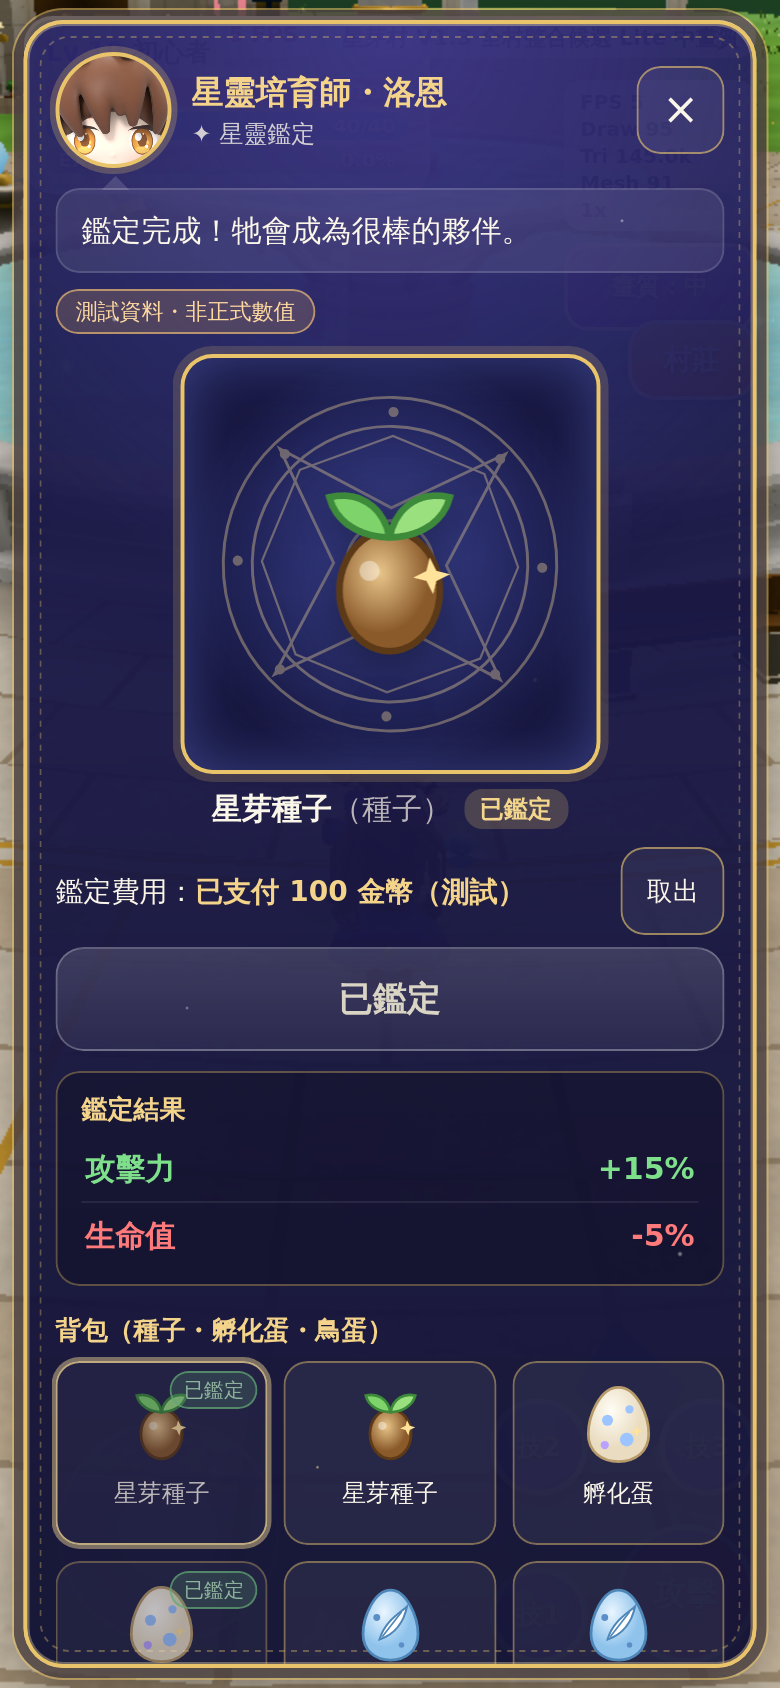 星靈培育師・洛恩
✦ 星靈鑑定
×
鑑定完成！牠會成為很棒的夥伴。
測試資料・非正式數值
村莊
星芽種子（種子） 已鑑定
鑑定費用：已支付 100 金幣（測試） 取出
已鑑定
鑑定結果
攻擊力 +15%
生命值 -5%
背包（種子・孵化蛋・鳥蛋）
已鑑定
星芽種子 星芽種子 孵化蛋
已鑑定